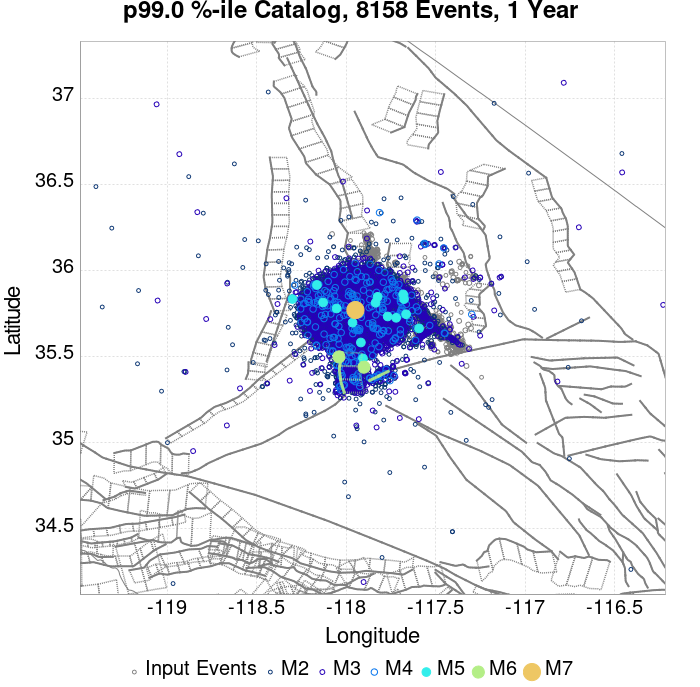 p99.0 %-ile Catalog, 8158 Events, 1 Year
Latitude
37
36.5
36
35.5
35
34.5
-119 -118.5 -118 -117.5 -117 -116.5
Longitude
Input Events M2 M3 M4 M5 M6 M7